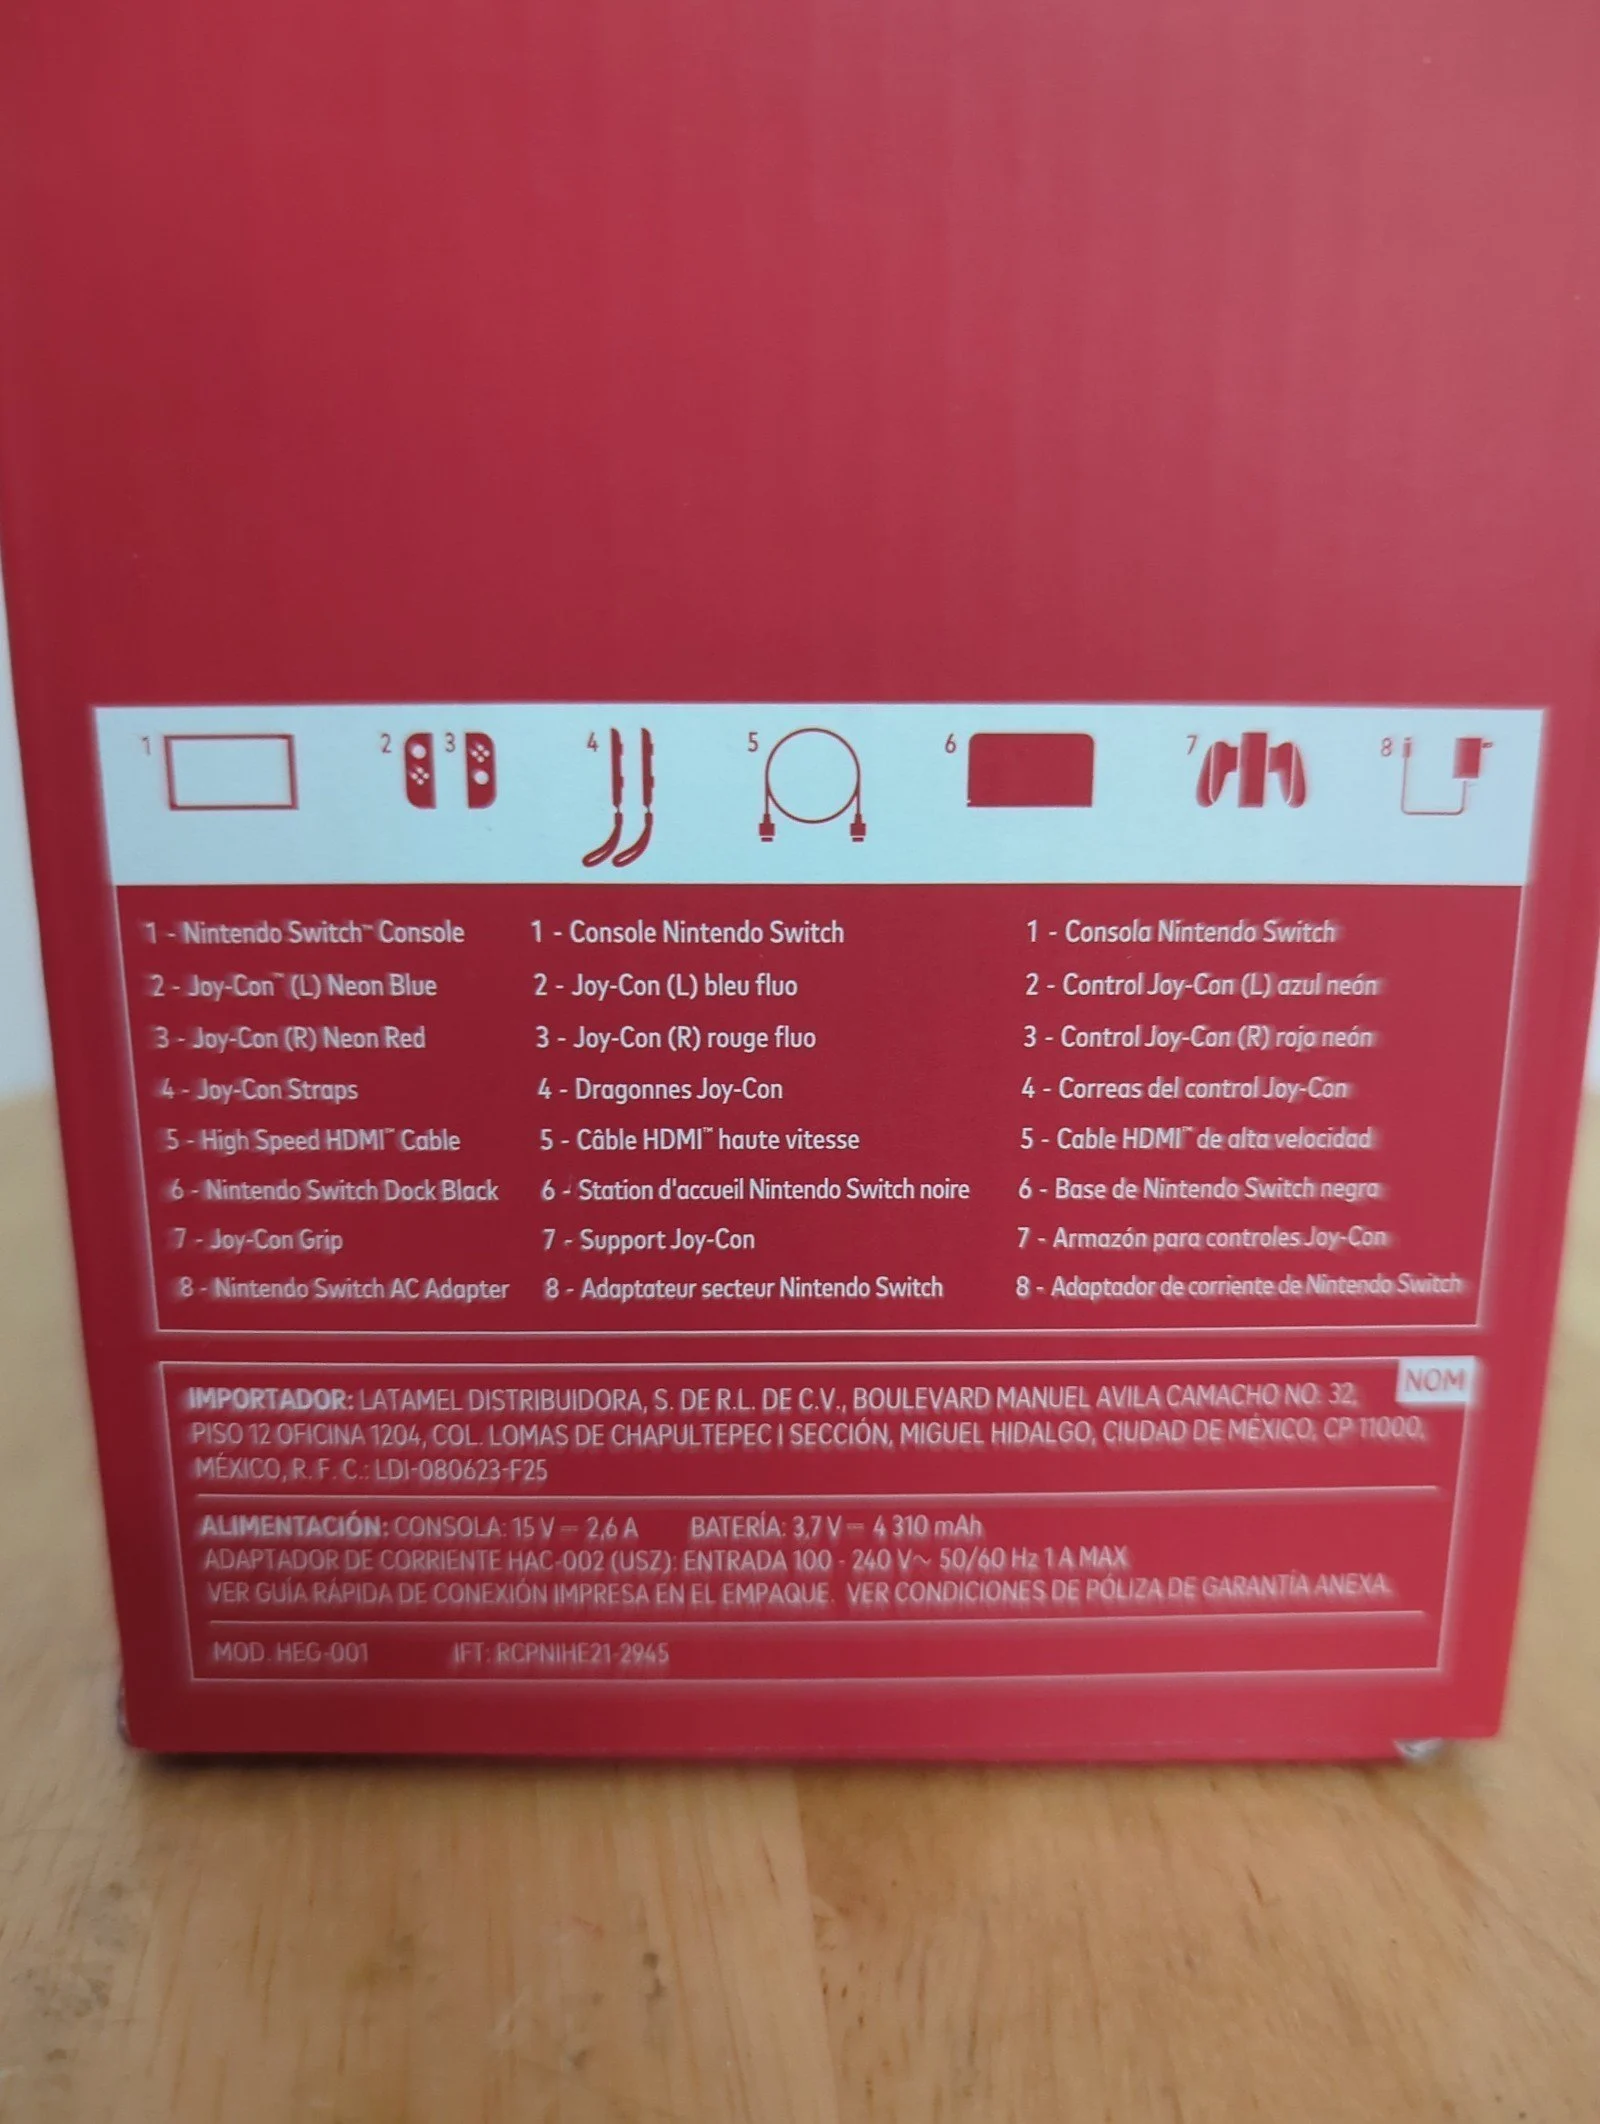 1 2 3 4 5 6 7 8
1 - Nintendo Switch™ Console
2 - Joy-Con™ (L) Neon Blue
3 - Joy-Con (R) Neon Red
4 - Joy-Con Straps
5 - High Speed HDMI™ Cable
6 - Nintendo Switch Dock Black
7 - Joy-Con Grip
8 - Nintendo Switch AC Adapter
1 - Console Nintendo Switch
2 - Joy-Con (L) bleu fluo
3 - Joy-Con (R) rouge fluo
4 - Dragonnes Joy-Con
5 - Câble HDMI™ haute vitesse
6 - Station d'accueil Nintendo Switch noire
7 - Support Joy-Con
8 - Adaptateur secteur Nintendo Switch
1 - Consola Nintendo Switch
2 - Control Joy-Con (L) azul neón
3 - Control Joy-Con (R) rojo neón
4 - Correas del control Joy-Con
5 - Cable HDMI™ de alta velocidad
6 - Base de Nintendo Switch negra
7 - Armazón para controles Joy-Con
8 - Adaptador de corriente de Nintendo Switch
NOM
IMPORTADOR: LATAMEL DISTRIBUIDORA, S. DE R.L. DE C.V., BOULEVARD MANUEL AVILA CAMACHO NO. 32,
PISO 12 OFICINA 1204, COL. LOMAS DE CHAPULTEPEC I SECCIÓN, MIGUEL HIDALGO, CIUDAD DE MÉXICO, CP 11000,
MÉXICO, R. F. C.: LDI-080623-F25
ALIMENTACIÓN: CONSOLA: 15 V ⎓ 2,6 A BATERÍA: 3,7 V ⎓ 4 310 mAh
ADAPTADOR DE CORRIENTE HAC-002 (USZ): ENTRADA 100 - 240 V~ 50/60 Hz 1 A MAX
VER GUÍA RÁPIDA DE CONEXIÓN IMPRESA EN EL EMPAQUE. VER CONDICIONES DE PÓLIZA DE GARANTÍA ANEXA.
MOD. HEG-001 IFT: RCPNIHE21-2945